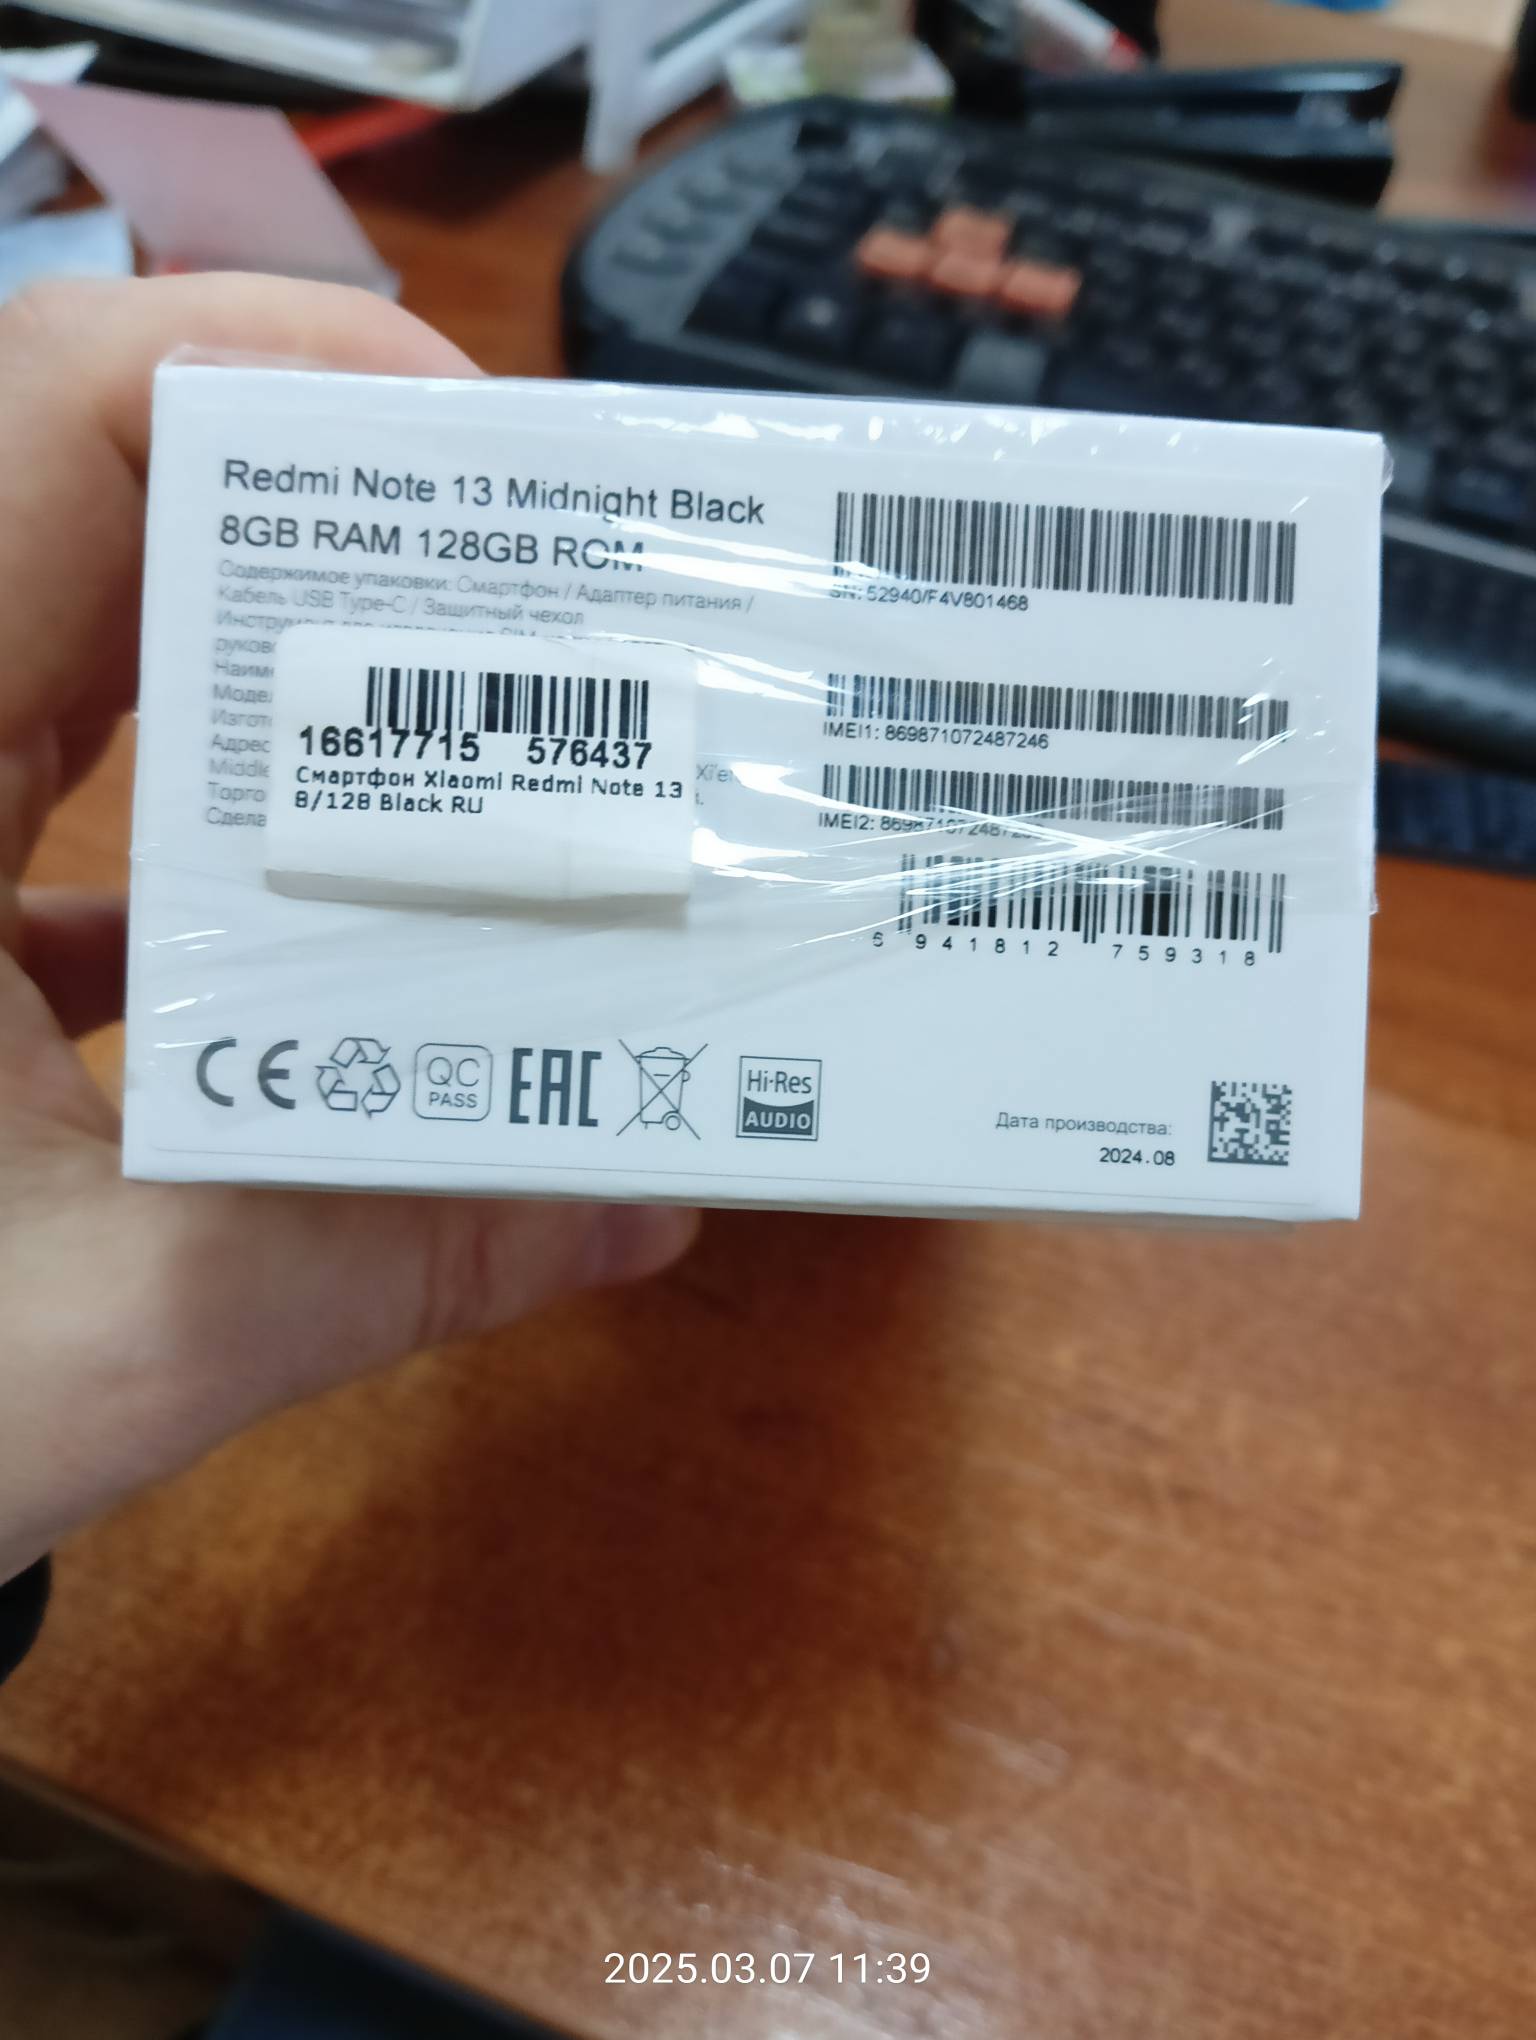 Redmi Note 13 Midnight Black
8GB RAM 128GB ROM
Содержимое упаковки: Смартфон / Адаптер питания /
Кабель USB Type-C / Защитный чехол
16617715 576437
Смартфон Xiaomi Redmi Note 13
8/128 Black RU
Адрес
Middle
SN: 52940/F4V801468
IMEI1: 869871072487246
IMEI2:
6 941812 759318
CE
QC
PASS
EAC
Hi-Res
AUDIO
Дата производства:
2024.08
2025.03.07 11:39